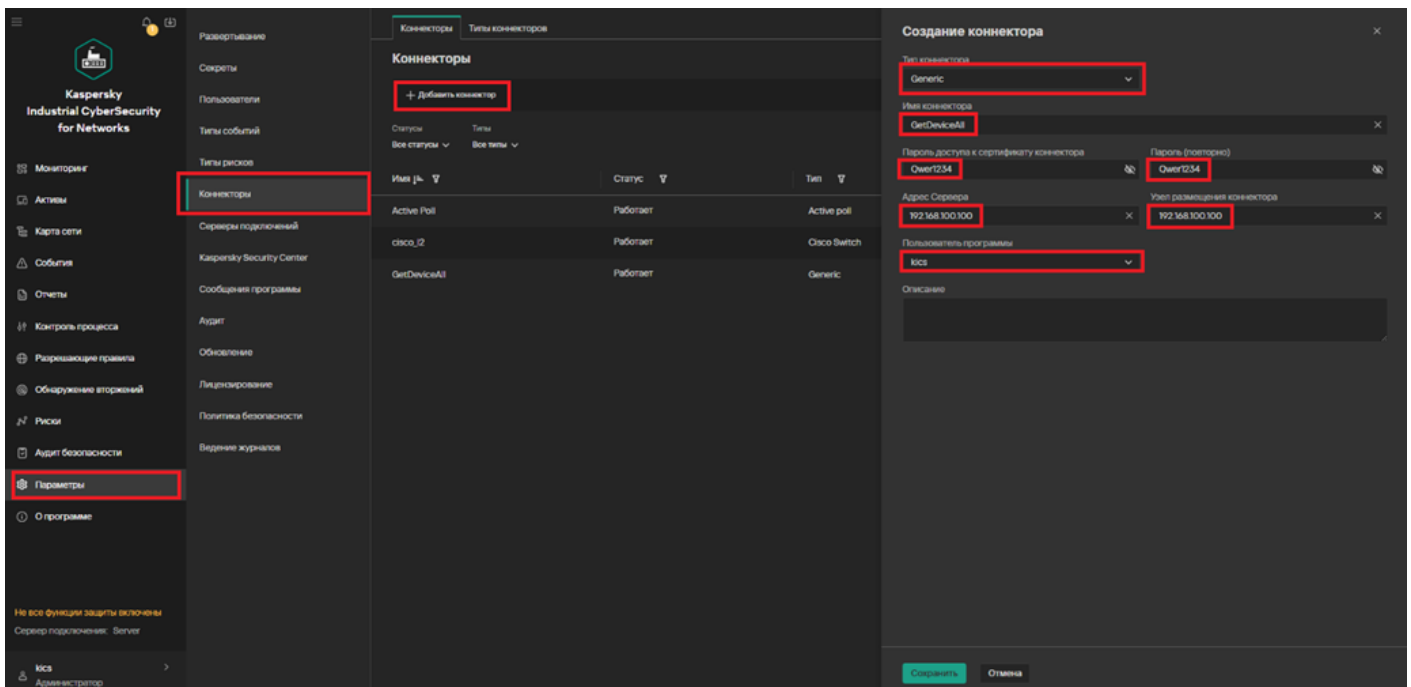 Kaspersky
Industrial CyberSecurity
for Networks
Мониторинг
Активы
Карта сети
События
Отчеты
Контроль процесса
Разрешающие правила
Обнаружение вторжений
Риски
Аудит безопасности
Параметры
О программе
Не все функции защиты включены
Сервер подключения: Server
kics
Администратор
Развертывание
Секреты
Пользователи
Типы событий
Типы рисков
Коннекторы
Серверы подключений
Kaspersky Security Center
Сообщения программы
Аудит
Обновление
Лицензирование
Политика безопасности
Ведение журналов
Коннекторы Типы коннекторов
Коннекторы
+ Добавить коннектор
Статусы Типы
Все статусы Все типы
Имя Статус Тип
Active Poll Работает Active poll
cisco_l2 Работает Cisco Switch
GetDeviceAll Работает Generic
Создание коннектора
Тип коннектора
Generic
Имя коннектора
GetDeviceAll
Пароль доступа к сертификату коннектора Пароль (повторно)
Qwer1234 Qwer1234
Адрес Сервера Узел размещения коннектора
192.168.100.100 192.168.100.100
Пользователь программы
kics
Описание
Сохранить Отмена